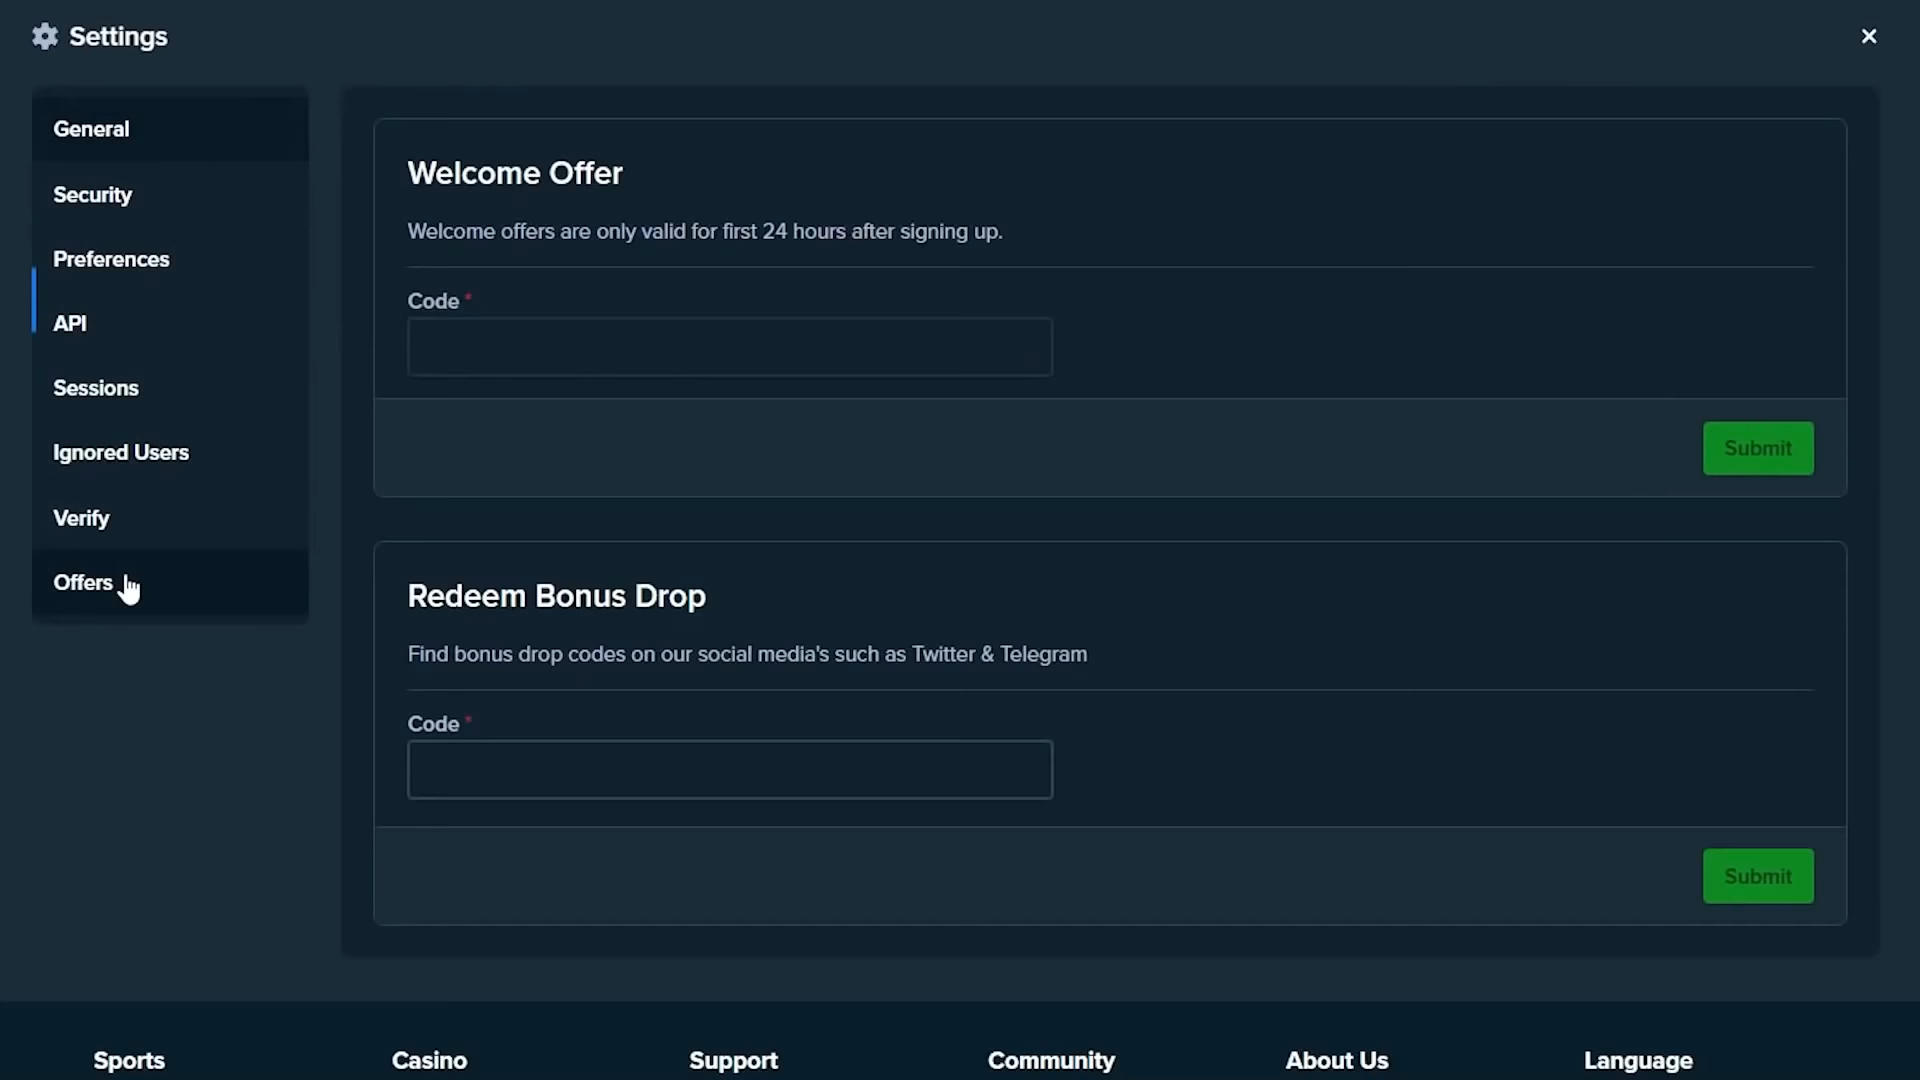 Settings
General
Security
Preferences
API
Sessions
Ignored Users
Verify
Offers
Welcome Offer
Welcome offers are only valid for first 24 hours after signing up.
Code *
Submit
Redeem Bonus Drop
Find bonus drop codes on our social media's such as Twitter & Telegram
Code *
Submit
Sports Casino Support Community About Us Language